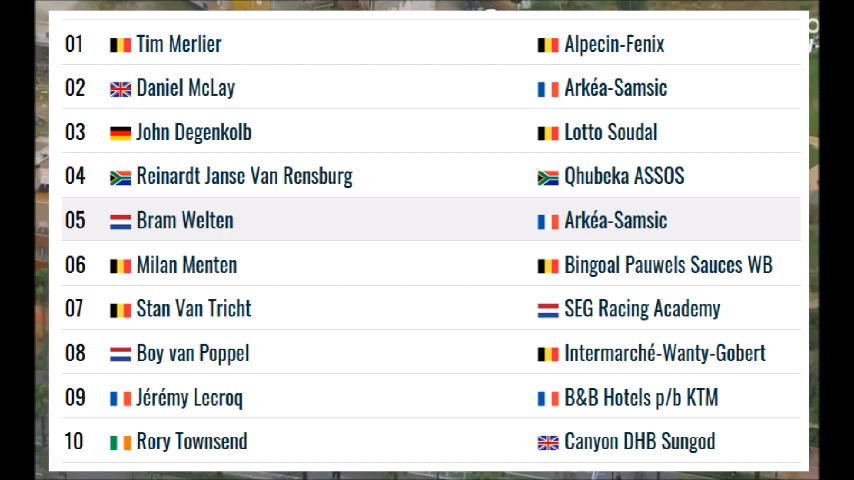 01 Tim Merlier Alpecin-Fenix
02 Daniel McLay Arkéa-Samsic
03 John Degenkolb Lotto Soudal
04 Reinardt Janse Van Rensburg Qhubeka ASSOS
05 Bram Welten Arkéa-Samsic
06 Milan Menten Bingoal Pauwels Sauces WB
07 Stan Van Tricht SEG Racing Academy
08 Boy van Poppel Intermarché-Wanty-Gobert
09 Jérémy Lecroq B&B Hotels p/b KTM
10 Rory Townsend Canyon DHB Sungod